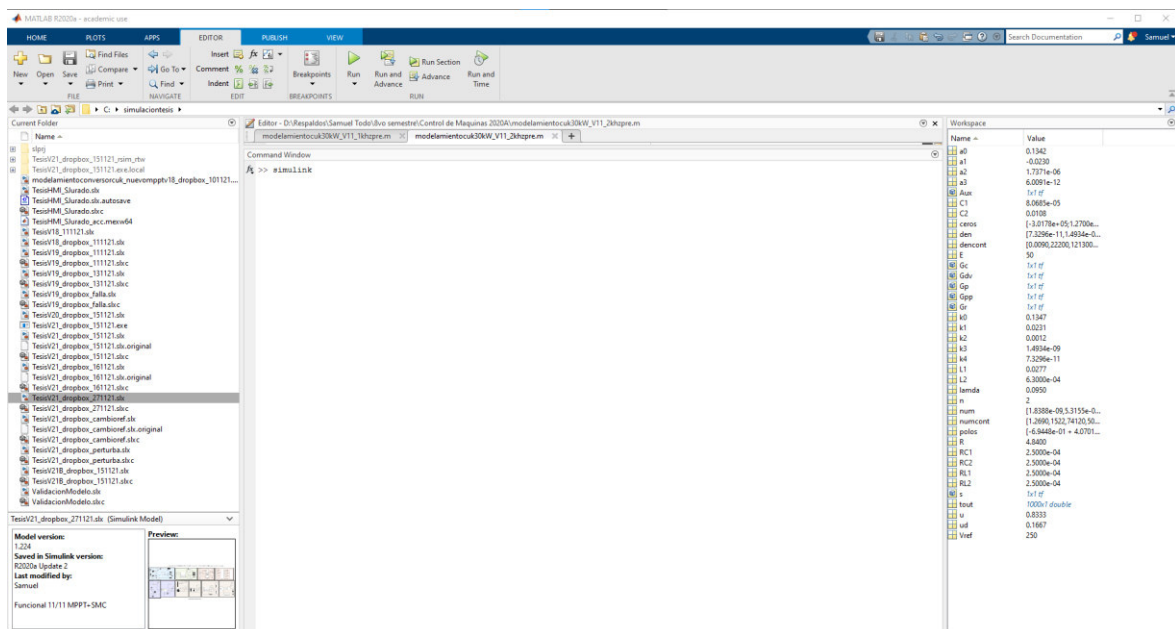 MATLAB R2020a - academic use
HOME PLOTS APPS EDITOR PUBLISH VIEW
Search Documentation
Samuel
New Open Save
Find Files
Compare
Print
Go To
Find
Insert
Comment
Indent
Breakpoints
Run
Run and Advance
Run Section
Advance
Run and Time
FILE NAVIGATE EDIT BREAKPOINTS RUN
C: simulaciontesis
Current Folder
Name
slprj
TesisV21_dropbox_151121_rsim_rtw
TesisV21_dropbox_151121.exe.local
modelamientoconversorcuk_nuevompptv18_dropbox_101121....
TesisHMI_SJurado.slx
TesisHMI_SJurado.slx.autosave
TesisHMI_SJurado.slxc
TesisHMI_SJurado_acc.mexw64
TesisV18_111121.slx
TesisV18_dropbox_111121.slx
TesisV19_dropbox_111121.slx
TesisV19_dropbox_111121.slxc
TesisV19_dropbox_131121.slx
TesisV19_dropbox_131121.slxc
TesisV19_dropbox_falla.slx
TesisV19_dropbox_falla.slxc
TesisV20_dropbox_151121.slx
TesisV21_dropbox_151121.exe
TesisV21_dropbox_151121.slx
TesisV21_dropbox_151121.slx.original
TesisV21_dropbox_151121.slxc
TesisV21_dropbox_161121.slx
TesisV21_dropbox_161121.slx.original
TesisV21_dropbox_161121.slxc
TesisV21_dropbox_271121.slx
TesisV21_dropbox_271121.slxc
TesisV21_dropbox_cambioref.slx
TesisV21_dropbox_cambioref.slx.original
TesisV21_dropbox_cambioref.slxc
TesisV21_dropbox_perturba.slx
TesisV21_dropbox_perturba.slxc
TesisV21B_dropbox_151121.slx
TesisV21B_dropbox_151121.slxc
ValidacionModelo.slx
ValidacionModelo.slxc
TesisV21_dropbox_271121.slx (Simulink Model)
Model version:
1.224
Saved in Simulink version:
R2020a Update 2
Last modified by:
Samuel
Funcional 11/11 MPPT+SMC
Preview:
Editor - D:\Respaldos\Samuel Todo\8vo semestre\Control de Maquinas 2020A\modelamientocuk30kW_V11_2khzpre.m
modelamientocuk30kW_V11_1khzpre.m modelamientocuk30kW_V11_2khzpre.m
Command Window
fx >> simulink
Workspace
Name Value
a0 0.1342
a1 -0.0230
a2 1.7371e-06
a3 6.0091e-12
Aux 1x1 tf
C1 8.0685e-05
C2 0.0108
ceros [-3.0178e+05;1.2700e...
den [7.3296e-11,1.4934e-0...
dencont [0.0090,22200,121300...
E 50
Gc 1x1 tf
Gdv 1x1 tf
Gp 1x1 tf
Gpp 1x1 tf
Gr 1x1 tf
k0 0.1347
k1 0.0231
k2 0.0012
k3 1.4934e-09
k4 7.3296e-11
L1 0.0277
L2 6.3000e-04
lamda 0.0950
n 2
num [1.8388e-09,5.3155e-0...
numcont [1.2690,1522,74120,50...
polos [-6.9448e-01 + 4.0701...
R 4.8400
RC1 2.5000e-04
RC2 2.5000e-04
RL1 2.5000e-04
RL2 2.5000e-04
s 1x1 tf
tout 1000x1 double
u 0.8333
ud 0.1667
Vref 250